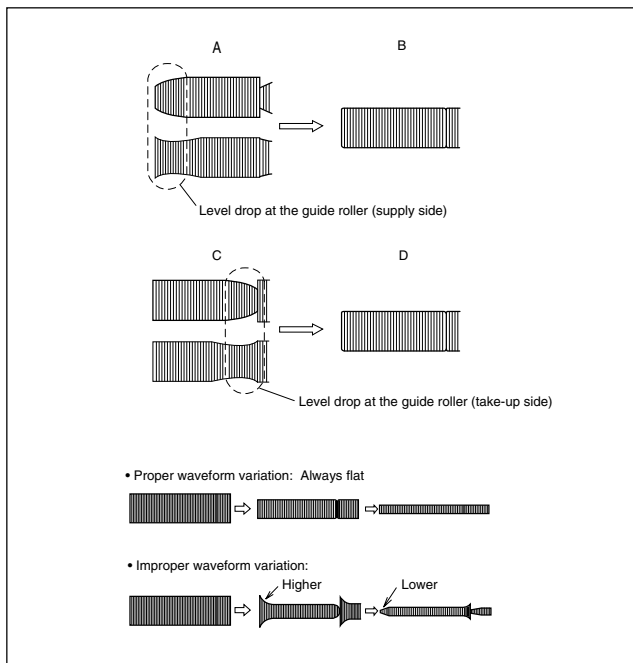 A
B
Level drop at the guide roller (supply side)
C
D
Level drop at the guide roller (take-up side)
• Proper waveform variation: Always flat
• Improper waveform variation:
Higher
Lower